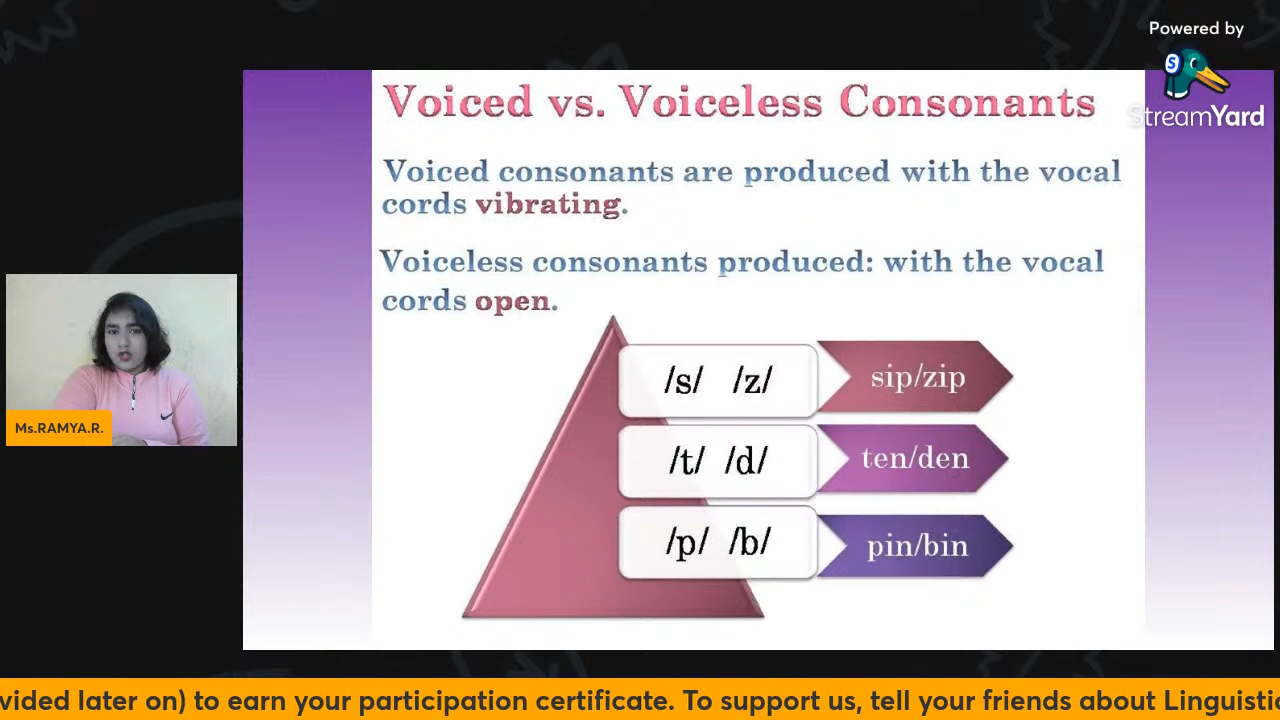 Powered by
StreamYard
Voiced vs. Voiceless Consonants
Voiced consonants are produced with the vocal
cords vibrating.
Voiceless consonants produced: with the vocal
cords open.
/s/ /z/
sip/zip
/t/ /d/
ten/den
/p/ /b/
pin/bin
Ms.RAMYA.R.
vided later on) to earn your participation certificate. To support us, tell your friends about Linguistic